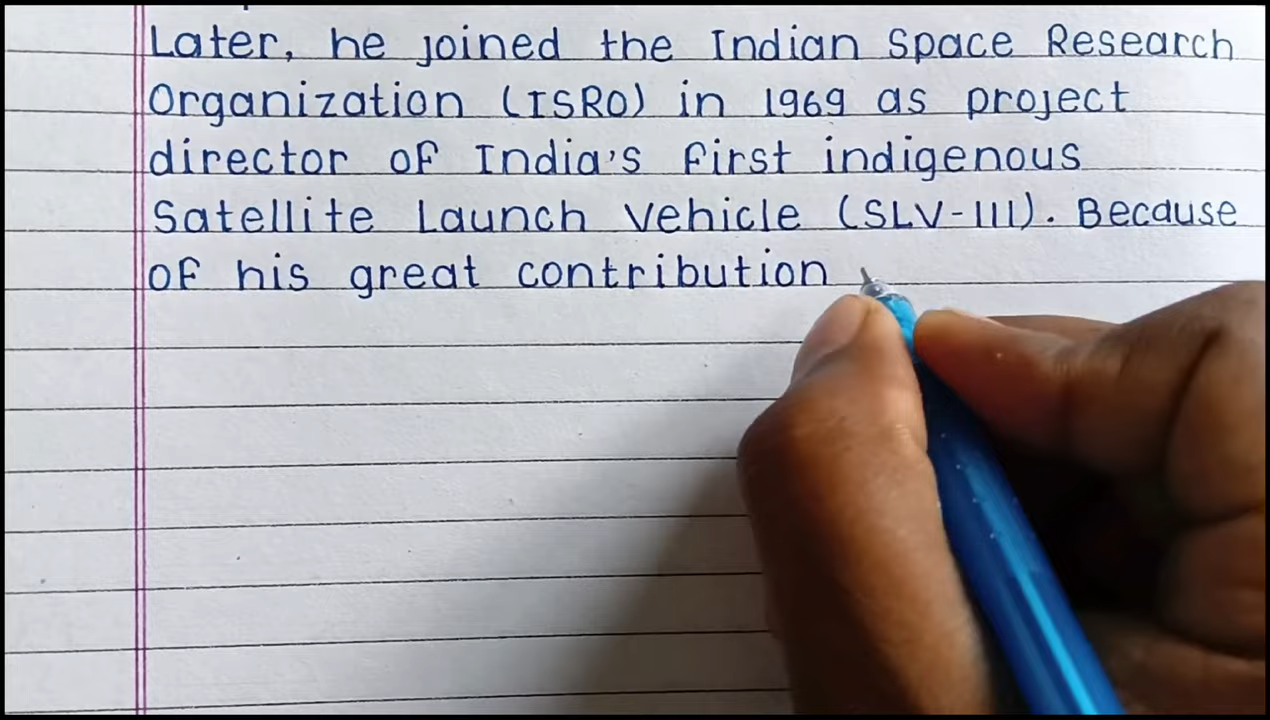 Later, he joined the Indian Space Research
Organization (ISRO) in 1969 as project
director of India's first indigenous
Satellite Launch Vehicle (SLV-III). Because
of his great contribution